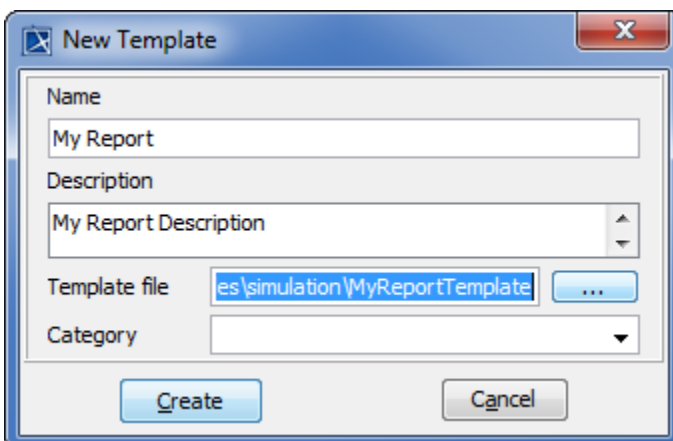 New Template
Name
My Report
Description
My Report Description
Template file es\simulation\MyReportTemplate ...
Category
Create Cancel